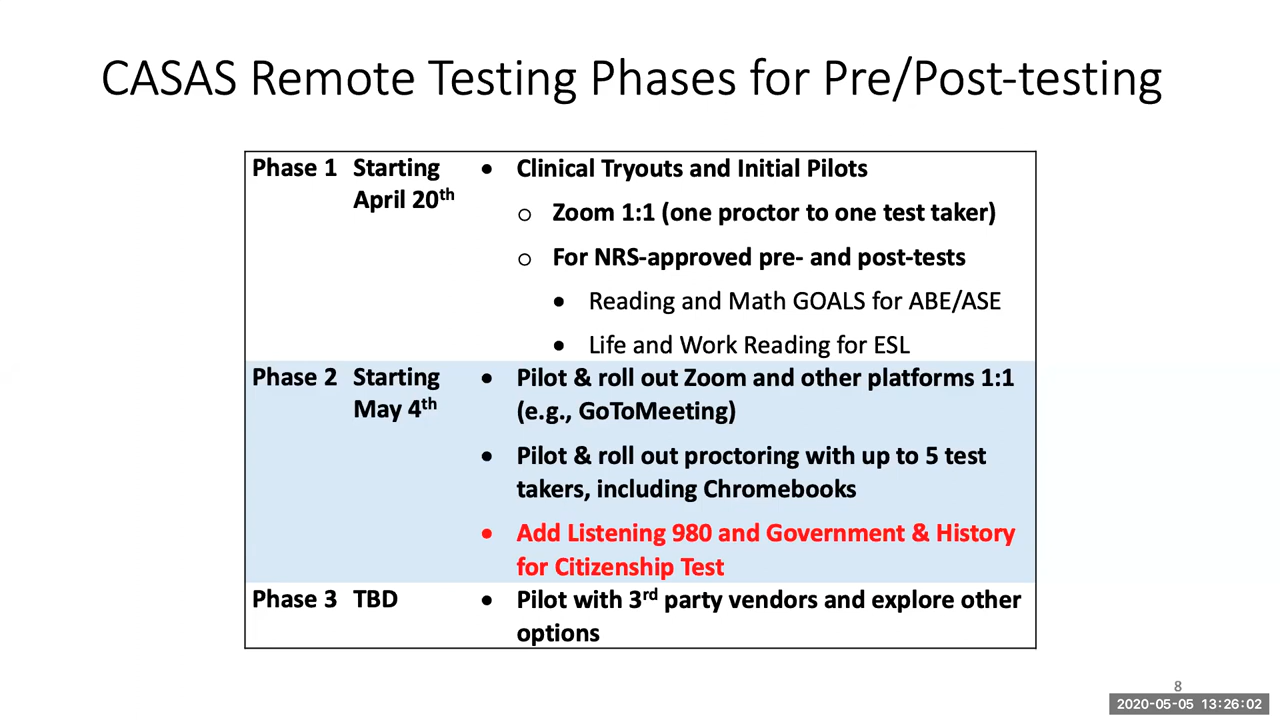 CASAS Remote Testing Phases for Pre/Post-testing
Phase 1 Starting April 20th
• Clinical Tryouts and Initial Pilots
o Zoom 1:1 (one proctor to one test taker)
o For NRS-approved pre- and post-tests
• Reading and Math GOALS for ABE/ASE
• Life and Work Reading for ESL
Phase 2 Starting May 4th
• Pilot & roll out Zoom and other platforms 1:1
(e.g., GoToMeeting)
• Pilot & roll out proctoring with up to 5 test
takers, including Chromebooks
• Add Listening 980 and Government & History
for Citizenship Test
Phase 3 TBD
• Pilot with 3rd party vendors and explore other
options
8
2020-05-05 13:26:02